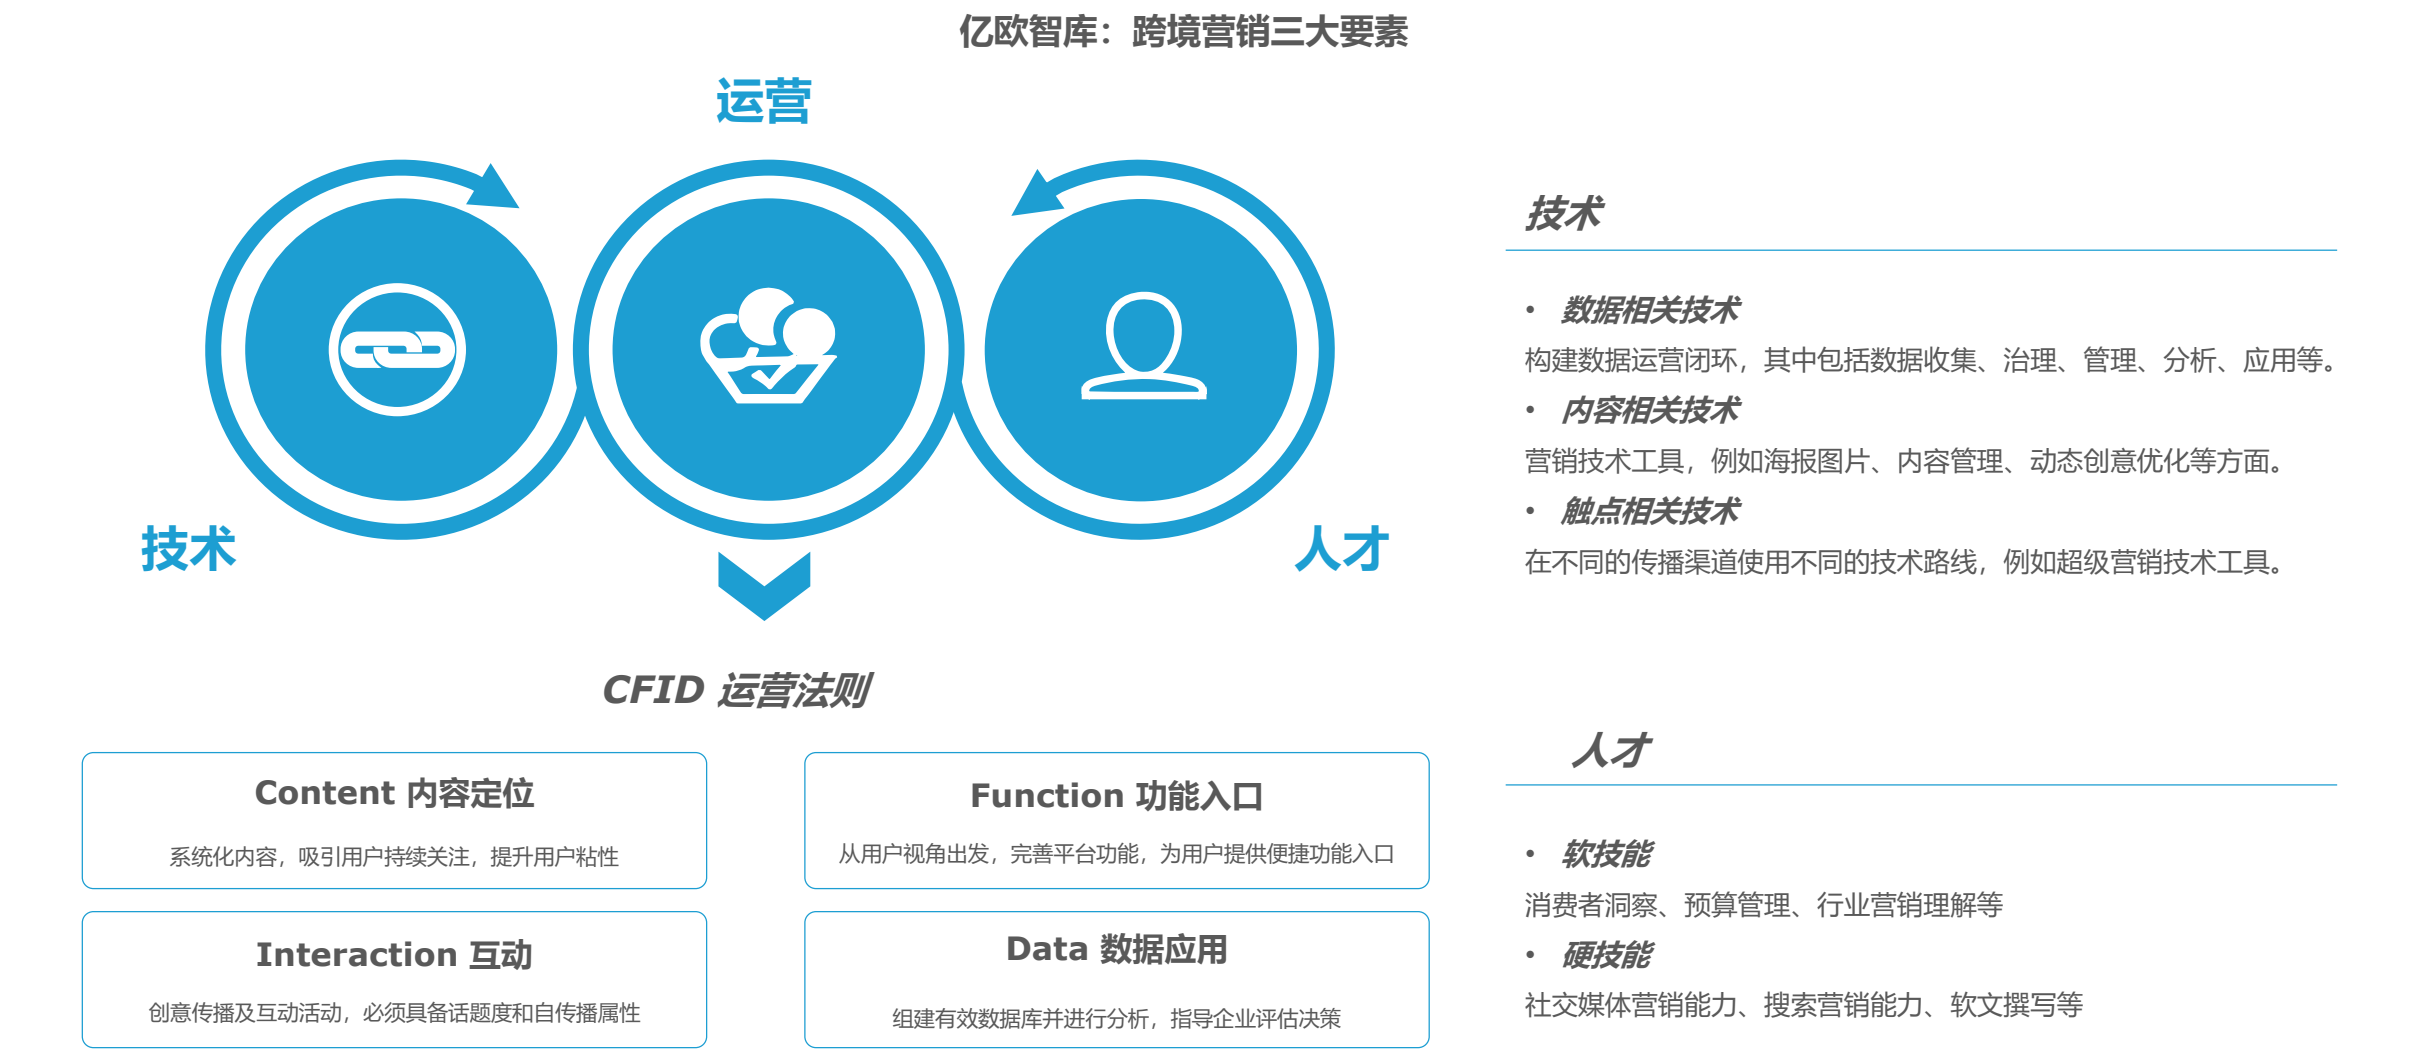 亿欧智库：跨境营销三大要素
运营
技术
人才
CFID 运营法则
Content 内容定位
系统化内容，吸引用户持续关注，提升用户粘性
Function 功能入口
从用户视角出发，完善平台功能，为用户提供便捷功能入口
Interaction 互动
创意传播及互动活动，必须具备话题度和自传播属性
Data 数据应用
组建有效数据库并进行分析，指导企业评估决策
技术
• 数据相关技术
构建数据运营闭环，其中包括数据收集、治理、管理、分析、应用等。
• 内容相关技术
营销技术工具，例如海报图片、内容管理、动态创意优化等方面。
• 触点相关技术
在不同的传播渠道使用不同的技术路线，例如超级营销技术工具。
人才
• 软技能
消费者洞察、预算管理、行业营销理解等
• 硬技能
社交媒体营销能力、搜索营销能力、软文撰写等